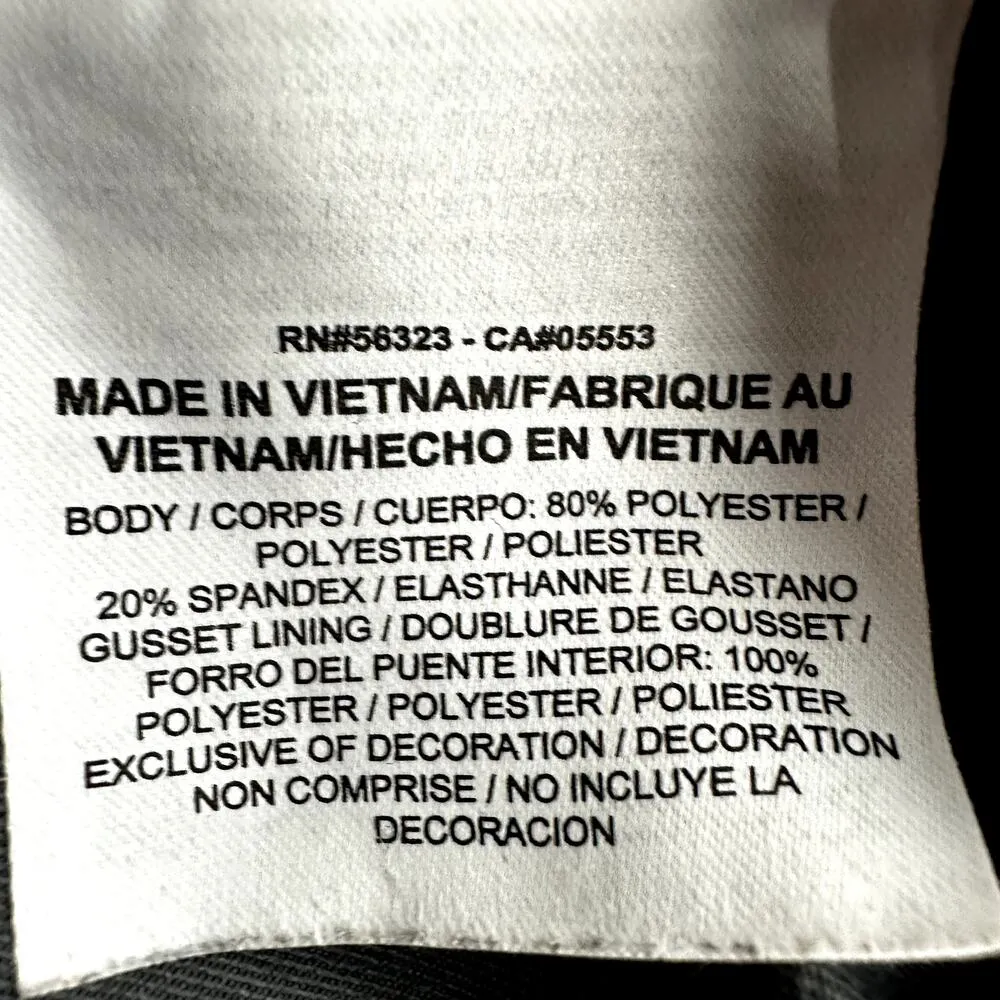 RN#56323 - CA#05553
MADE IN VIETNAM/FABRIQUE AU
VIETNAM/HECHO EN VIETNAM
BODY / CORPS / CUERPO: 80% POLYESTER /
POLYESTER / POLIESTER
20% SPANDEX / ELASTHANNE / ELASTANO
GUSSET LINING / DOUBLURE DE GOUSSET /
FORRO DEL PUENTE INTERIOR: 100%
POLYESTER / POLYESTER / POLIESTER
EXCLUSIVE OF DECORATION / DECORATION
NON COMPRISE / NO INCLUYE LA
DECORACION